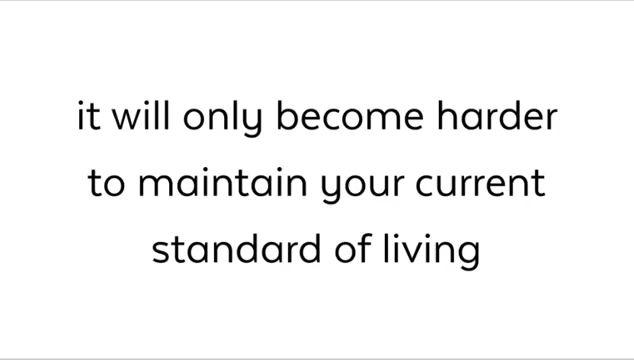 it will only become harder
to maintain your current
standard of living